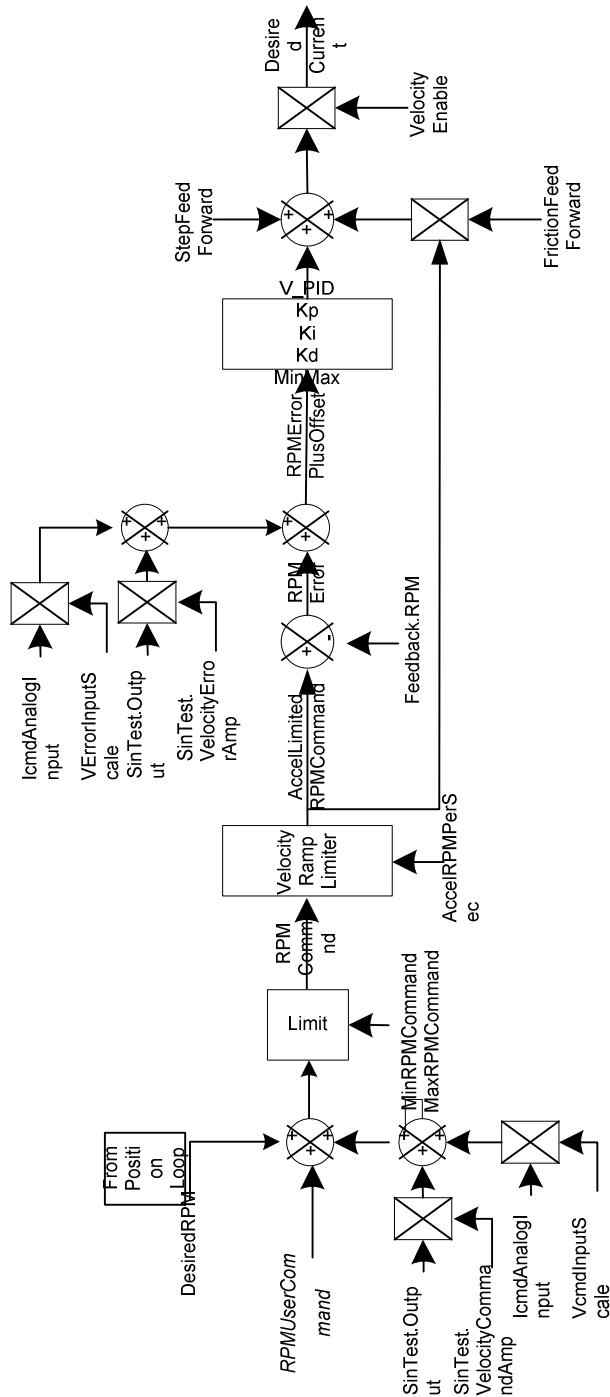 From
Positi
on
Loop
DesiredRPM
RPMUserCom
mand
SinTest.Outp
ut
SinTest.
VelocityComma
ndAmp
IcmdAnalogI
nput
VcmdInputS
cale
+
+
+
+
+
Limit
MinRPMCommand
MaxRPMCommand
RPM
Comma
nd
Velocity
Ramp
Limiter
AccelRPMPerS
ec
AccelLimited
RPMCommand
+
-
Feedback.RPM
RPM
Error
IcmdAnalogI
nput
VErrorInputS
cale
SinTest.Outp
ut
SinTest.
VelocityErro
rAmp
+
+
+
+
RPMError
PlusOffset
V_PID
Kp
Ki
Kd
MinMax
StepFeed
Forward
+
+
+
FrictionFeed
Forward
Velocity
Enable
Desire
d
Curren
t